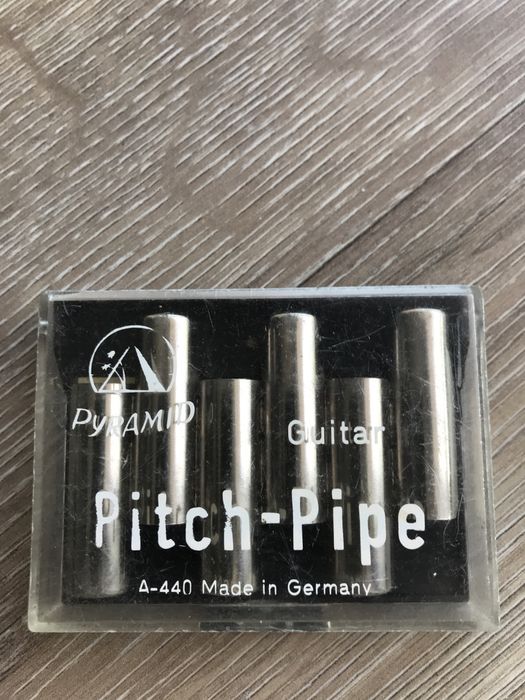 PYRAMID
Guitar
Pitch-Pipe
A-440 Made in Germany